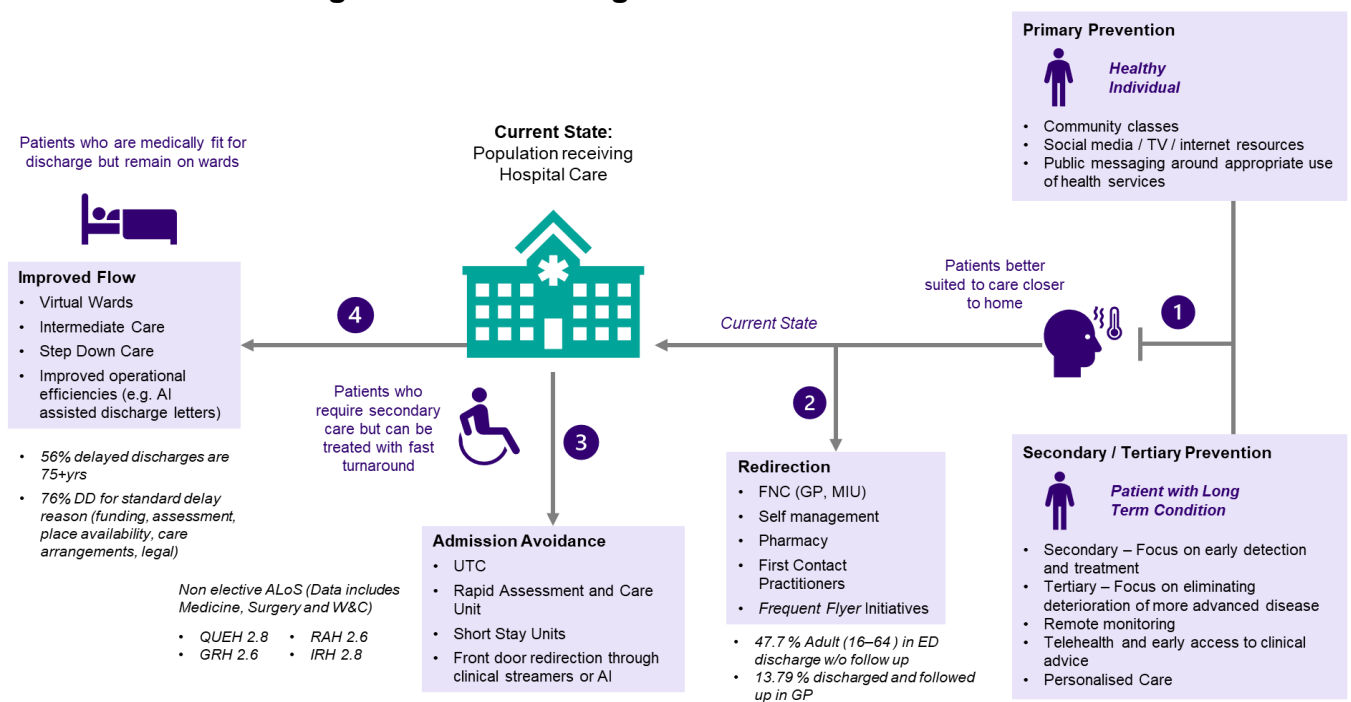 Primary Prevention
Healthy
Individual
• Community classes
• Social media / TV / internet resources
• Public messaging around appropriate use
of health services
Patients who are medically fit for
discharge but remain on wards
Current State:
Population receiving
Hospital Care
Improved Flow
• Virtual Wards
• Intermediate Care
• Step Down Care
• Improved operational
efficiencies (e.g. AI
assisted discharge letters)
• 56% delayed discharges are
75+yrs
• 76% DD for standard delay
reason (funding, assessment,
place availability, care
arrangements, legal)
4
Patients who
require secondary
care but can be
treated with fast
turnaround
3
Current State
2
Patients better
suited to care closer
to home
1
Non elective ALoS (Data includes
Medicine, Surgery and W&C)
• QUEH 2.8 • RAH 2.6
• GRH 2.6 • IRH 2.8
Admission Avoidance
• UTC
• Rapid Assessment and Care
Unit
• Short Stay Units
• Front door redirection through
clinical streamers or AI
Redirection
• FNC (GP, MIU)
• Self management
• Pharmacy
• First Contact
Practitioners
• Frequent Flyer Initiatives
• 47.7 % Adult (16–64 ) in ED
discharge w/o follow up
• 13.79 % discharged and followed
up in GP
Secondary / Tertiary Prevention
Patient with Long
Term Condition
• Secondary – Focus on early detection
and treatment
• Tertiary – Focus on eliminating
deterioration of more advanced disease
• Remote monitoring
• Telehealth and early access to clinical
advice
• Personalised Care